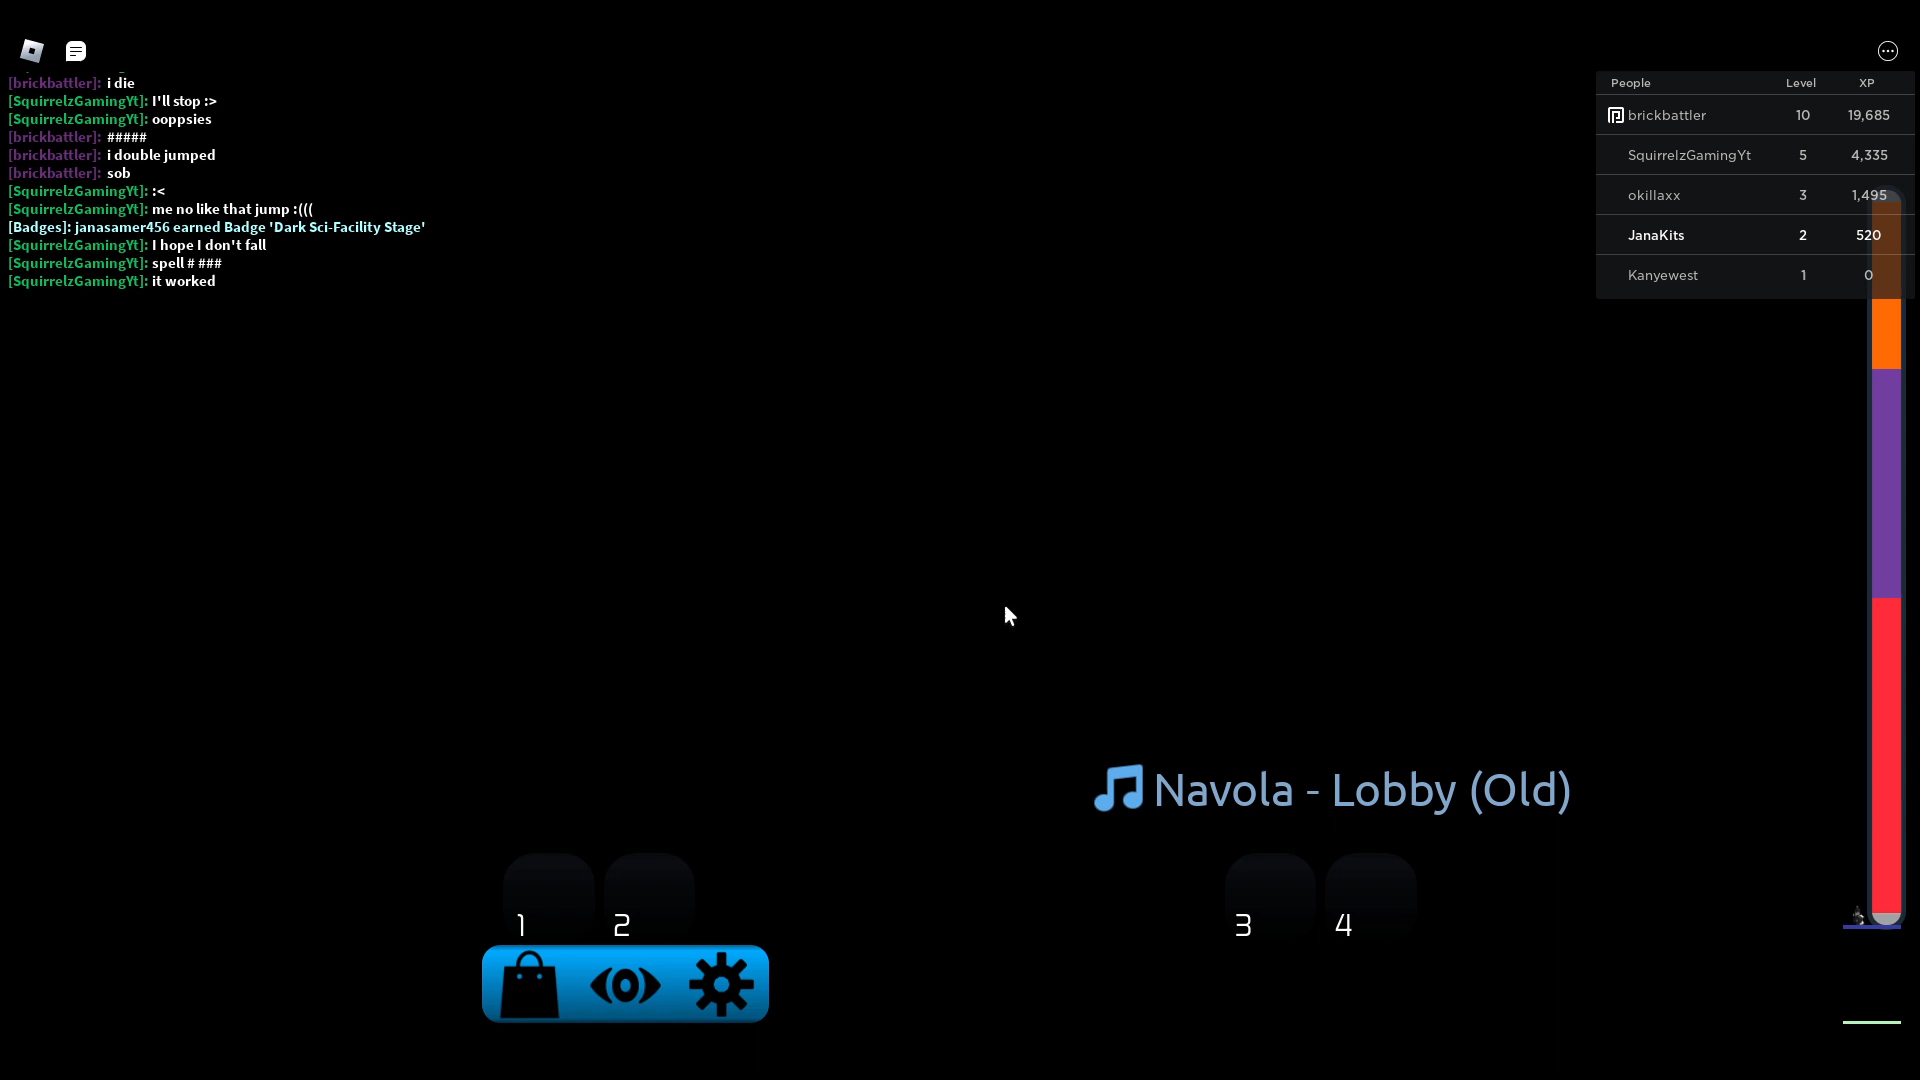 [brickbattler]: i die
[SquirrelzGamingYt]: I'll stop :>
[SquirrelzGamingYt]: ooppsies
[brickbattler]: #####
[brickbattler]: i double jumped
[brickbattler]: sob
[SquirrelzGamingYt]: :<
[SquirrelzGamingYt]: me no like that jump :(((
[Badges]: janasamer456 earned Badge 'Dark Sci-Facility Stage'
[SquirrelzGamingYt]: I hope I don't fall
[SquirrelzGamingYt]: spell # ###
[SquirrelzGamingYt]: it worked
People Level XP
brickbattler 10 19,685
SquirrelzGamingYt 5 4,335
okillaxx 3 1,495
JanaKits 2 520
Kanyewest 1 0
Navola - Lobby (Old)
1 2 3 4